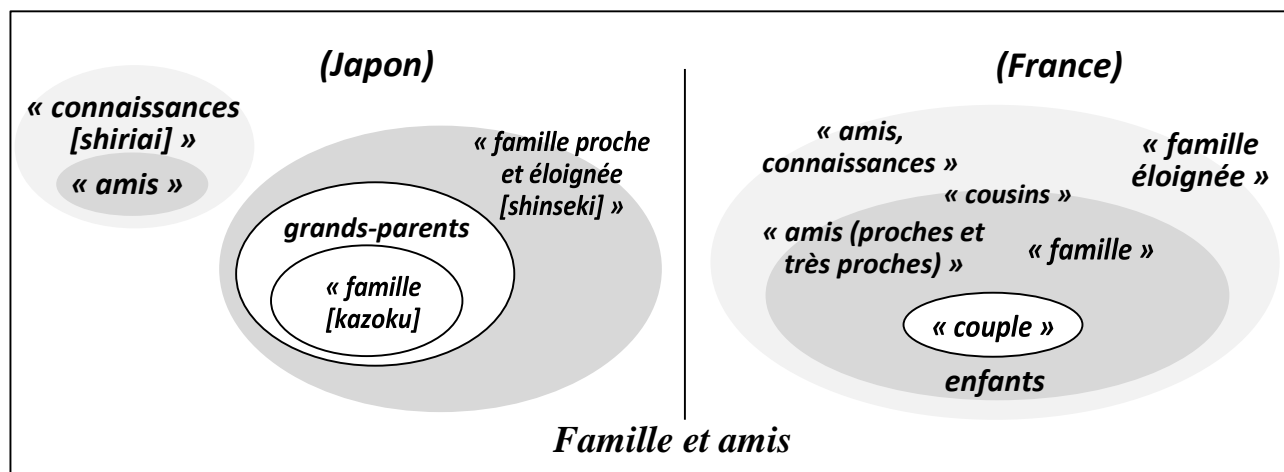 (Japon)
« connaissances
[shiriai] »
« amis »
« famille proche
et éloignée
[shinseki] »
grands-parents
« famille
[kazoku]
(France)
« amis,
connaissances »
« famille
éloignée »
« cousins »
« amis (proches et
très proches) »
« famille »
« couple »
enfants
Famille et amis